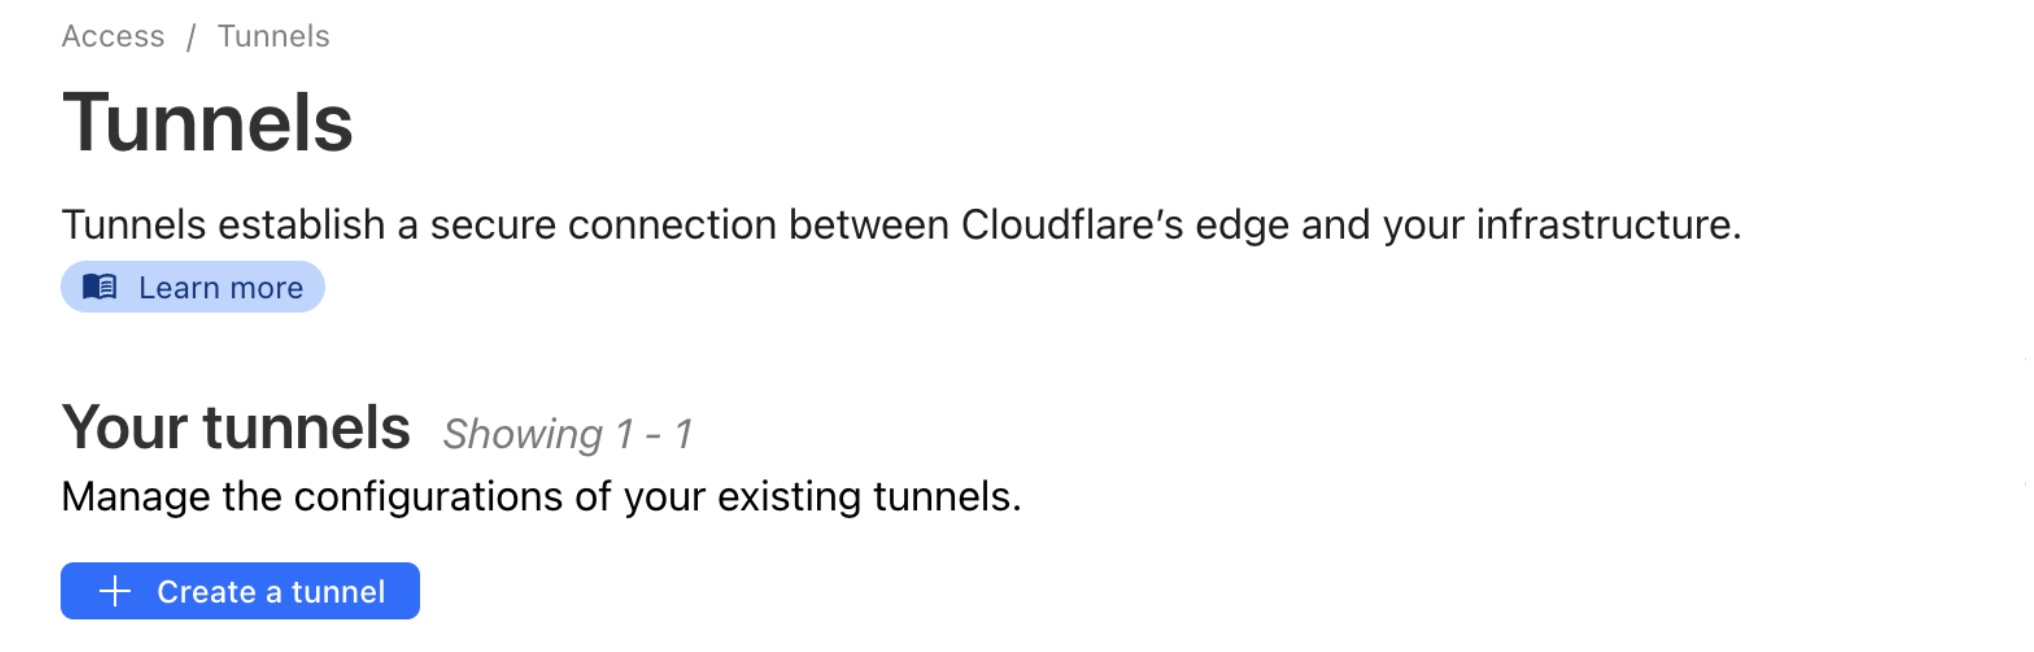 Access / Tunnels
Tunnels
Tunnels establish a secure connection between Cloudflare’s edge and your infrastructure.
Learn more
Your tunnels Showing 1 - 1
Manage the configurations of your existing tunnels.
Create a tunnel